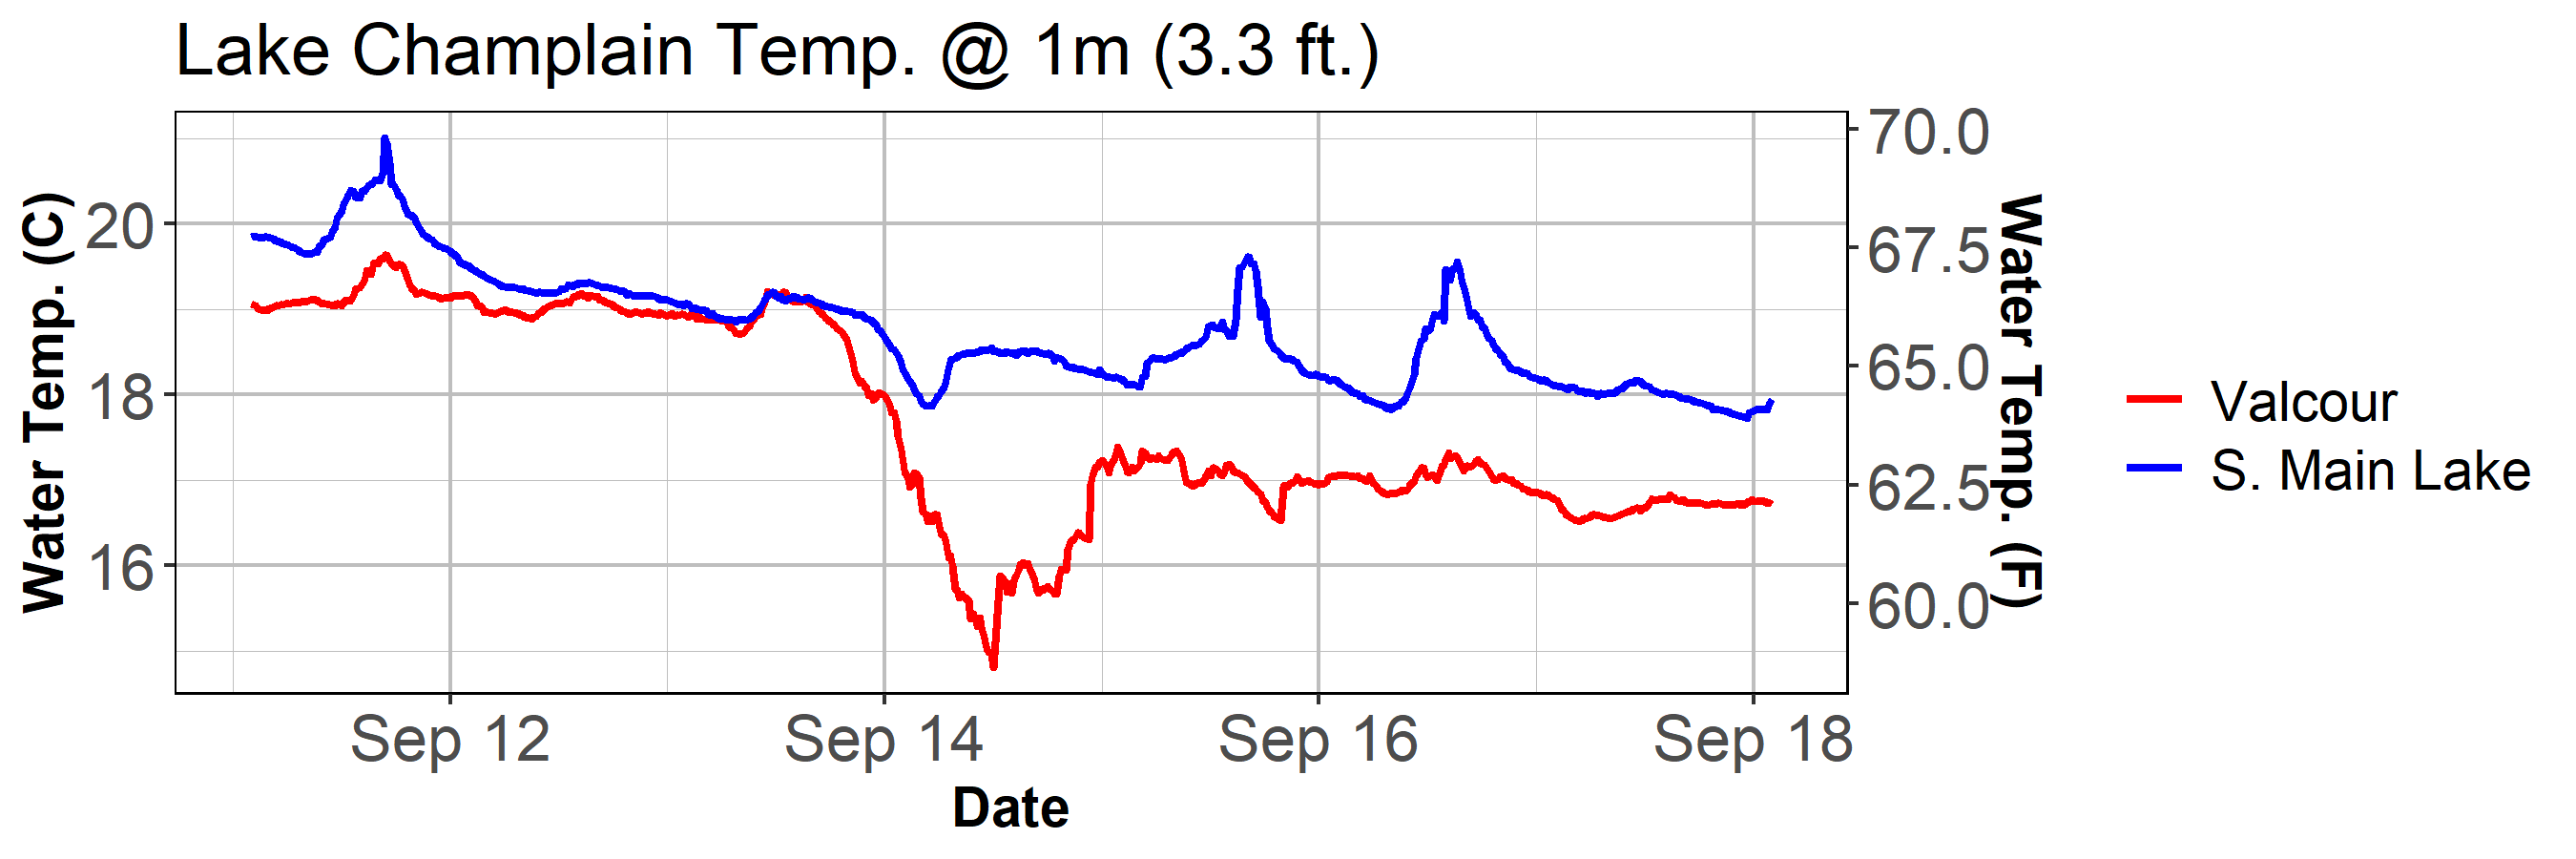 Lake Champlain Temp. @ 1m (3.3 ft.)
Water Temp. (C)
20
18
16
70.0
67.5
65.0
62.5
60.0
Water Temp. (F)
Sep 12
Sep 14
Sep 16
Sep 18
Date
Valcour
S. Main Lake